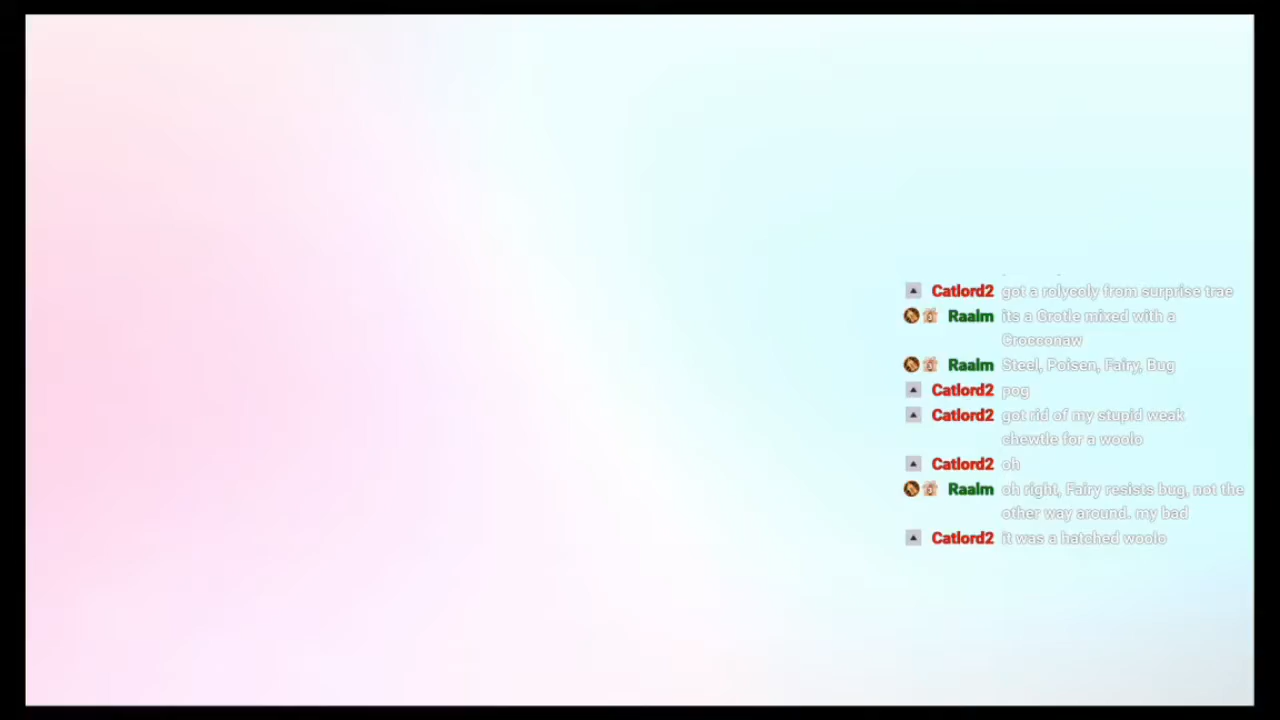 Catlord2 got a rolycoly from surprise trae
Raalm its a Grotle mixed with a
Crocconaw
Raalm Steel, Poisen, Fairy, Bug
Catlord2 pog
Catlord2 got rid of my stupid weak
chewtle for a woolo
Catlord2 oh
Raalm oh right, Fairy resists bug, not the
other way around. my bad
Catlord2 it was a hatched woolo